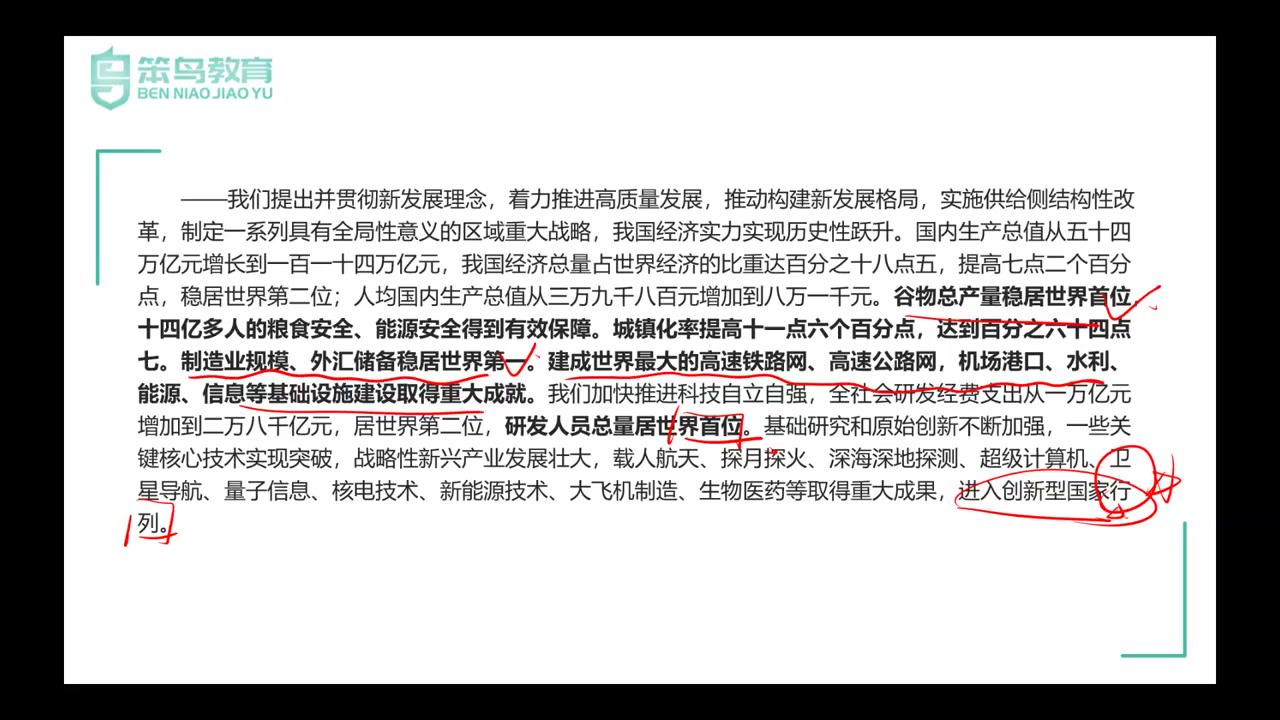 笨鸟教育
BEN NIAO JIAO YU
——我们提出并贯彻新发展理念，着力推进高质量发展，推动构建新发展格局，实施供给侧结构性改
革，制定一系列具有全局性意义的区域重大战略，我国经济实力实现历史性跃升。国内生产总值从五十四
万亿元增长到一百一十四万亿元，我国经济总量占世界经济的比重达百分之十八点五，提高七点二个百分
点，稳居世界第二位；人均国内生产总值从三万九千八百元增加到八万一千元。谷物总产量稳居世界首位，
十四亿多人的粮食安全、能源安全得到有效保障。城镇化率提高十一点六个百分点，达到百分之六十四点
七。制造业规模、外汇储备稳居世界第一。建成世界最大的高速铁路网、高速公路网，机场港口、水利、
能源、信息等基础设施建设取得重大成就。我们加快推进科技自立自强，全社会研发经费支出从一万亿元
增加到二万八千亿元，居世界第二位，研发人员总量居世界首位。基础研究和原始创新不断加强，一些关
键核心技术实现突破，战略性新兴产业发展壮大，载人航天、探月探火、深海深地探测、超级计算机、卫
星导航、量子信息、核电技术、新能源技术、大飞机制造、生物医药等取得重大成果，进入创新型国家行
列。